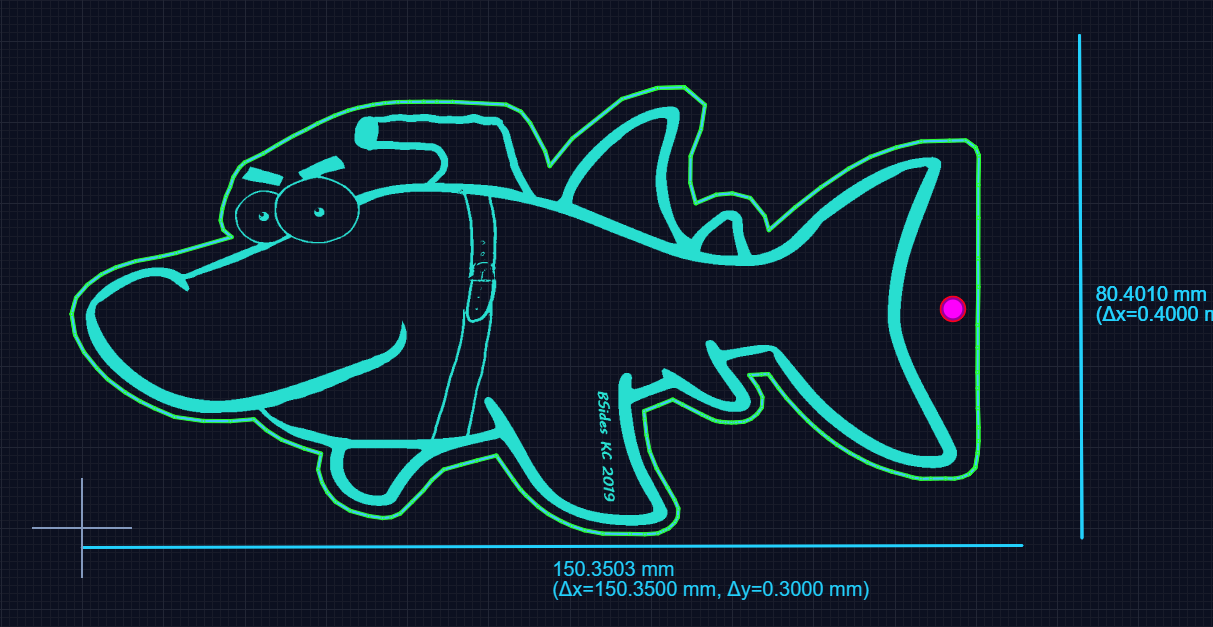 80.4010 mm
(Δx=0.4000 m
BSides KC 2019
150.3503 mm
(Δx=150.3500 mm, Δy=0.3000 mm)